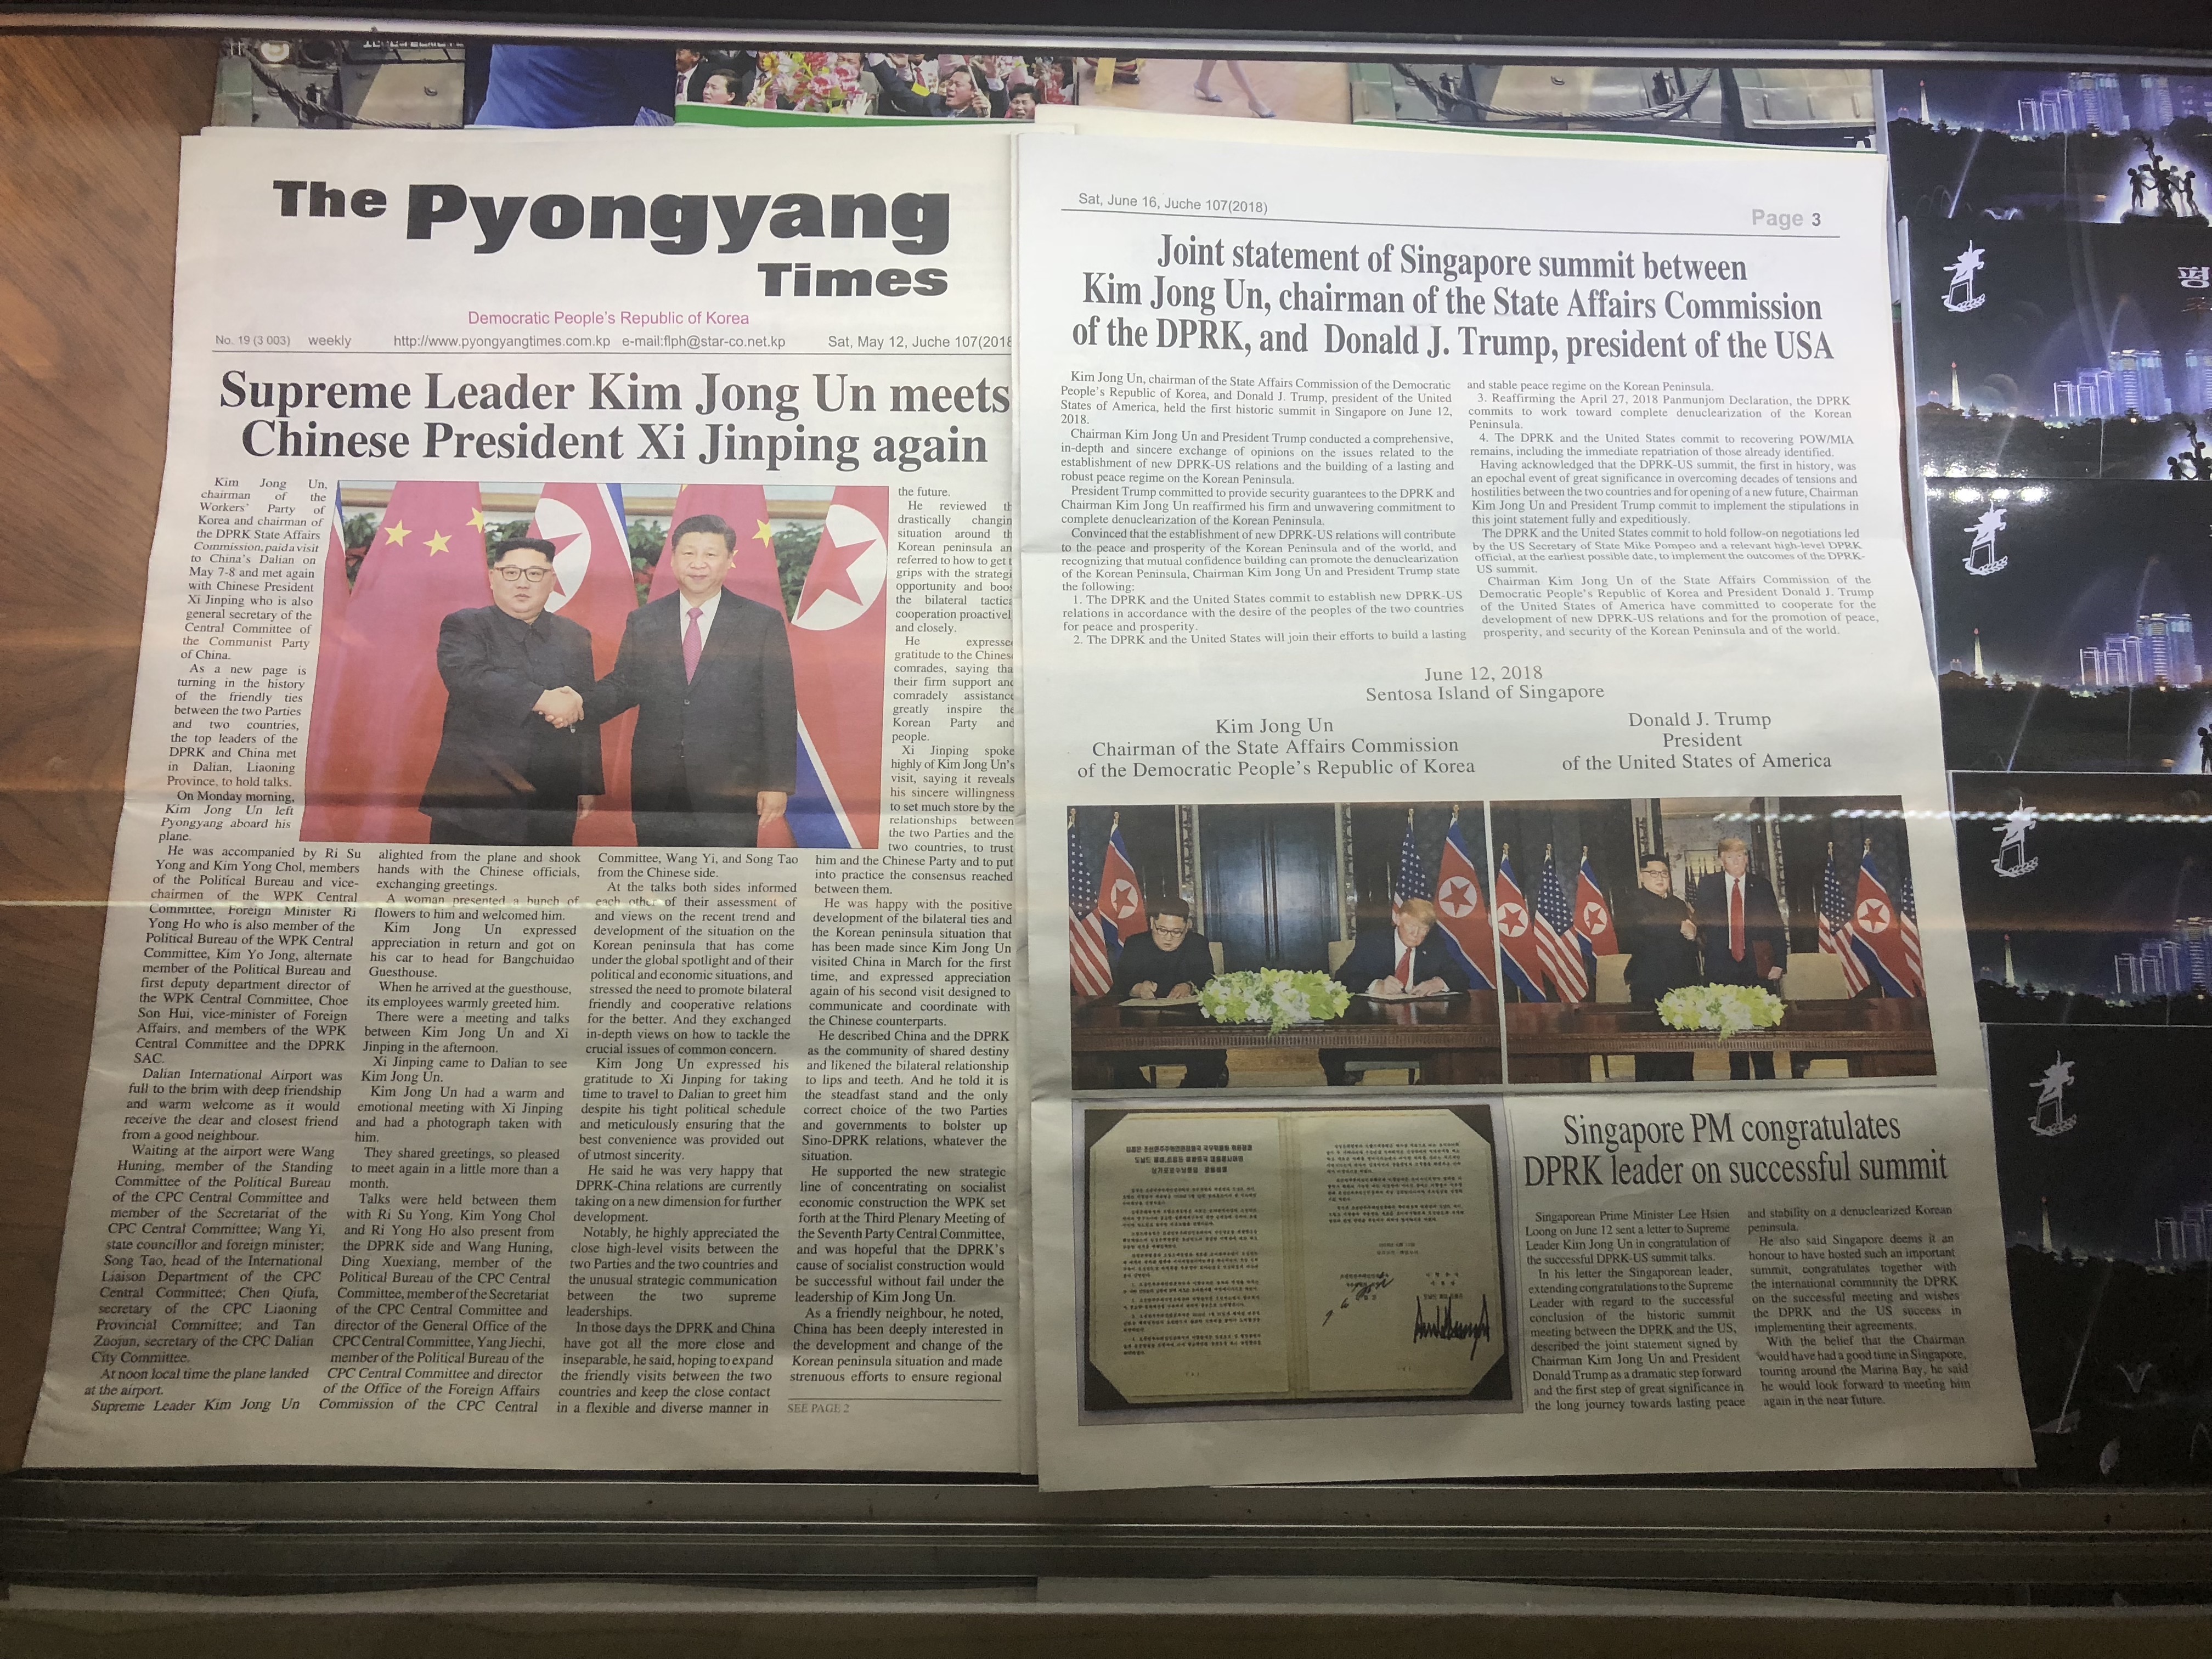 The Pyongyang
Times
Democratic People's Republic of Korea
No. 19 (3 003) weekly http://www.pyongyangtimes.com.kp e-mail:flph@star-co.net.kp Sat, May 12, Juche 107(2018
Supreme Leader Kim Jong Un meets
Chinese President Xi Jinping again
Kim Jong Un,
chairman of the
Workers' Party of
Korea and chairman of
the DPRK State Affairs
Commission, paid a visit
to China's Dalian on
May 7-8 and met again
with Chinese President
Xi Jinping who is also
general secretary of the
Central Committee of
the Communist Party
of China.
As a new page is
turning in the history
of the friendly ties
between the two Parties
and two countries,
the top leaders of the
DPRK and China met
in Dalian, Liaoning
Province, to hold talks.
On Monday morning,
Kim Jong Un left
Pyongyang aboard his
plane.
He was accompanied by Ri Su
Yong and Kim Yong Chol, members
of the Political Bureau and vice-
chairmen of the WPK Central
Committee, Foreign Minister Ri
Yong Ho who is also member of the
Political Bureau of the WPK Central
Committee, Kim Yo Jong, alternate
member of the Political Bureau and
first deputy department director of
the WPK Central Committee, Choe
Son Hui, vice-minister of Foreign
Affairs, and members of the WPK
Central Committee and the DPRK
SAC.
Dalian International Airport was
full to the brim with deep friendship
and warm welcome as it would
receive the dear and closest friend
from a good neighbour.
Waiting at the airport were Wang
Huning, member of the Standing
Committee of the Political Bureau
of the CPC Central Committee and
member of the Secretariat of the
CPC Central Committee; Wang Yi,
state councillor and foreign minister;
Song Tao, head of the International
Liaison Department of the CPC
Central Committee; Chen Qiufa,
secretary of the CPC Liaoning
Provincial Committee; and Tan
Zuojun, secretary of the CPC Dalian
City Committee.
At noon local time the plane landed
at the airport.
Supreme Leader Kim Jong Un
alighted from the plane and shook
hands with the Chinese officials,
exchanging greetings.
A woman presented a bunch of
flowers to him and welcomed him.
Kim Jong Un expressed
appreciation in return and got on
his car to head for Bangchuidao
Guesthouse.
When he arrived at the guesthouse,
its employees warmly greeted him.
There were a meeting and talks
between Kim Jong Un and Xi
Jinping in the afternoon.
Xi Jinping came to Dalian to see
Kim Jong Un.
Kim Jong Un had a warm and
emotional meeting with Xi Jinping
and had a photograph taken with
him.
They shared greetings, so pleased
to meet again in a little more than a
month.
Talks were held between them
with Ri Su Yong, Kim Yong Chol
and Ri Yong Ho also present from
the DPRK side and Wang Huning,
Ding Xuexiang, member of the
Political Bureau of the CPC Central
Committee, member of the Secretariat
of the CPC Central Committee and
director of the General Office of the
CPC Central Committee, Yang Jiechi,
member of the Political Bureau of the
CPC Central Committee and director
of the Office of the Foreign Affairs
Commission of the CPC Central
Committee, Wang Yi, and Song Tao
from the Chinese side.
At the talks both sides informed
each other of their assessment of
and views on the recent trend and
development of the situation on the
Korean peninsula that has come
under the global spotlight and of their
political and economic situations, and
stressed the need to promote bilateral
friendly and cooperative relations
for the better. And they exchanged
in-depth views on how to tackle the
crucial issues of common concern.
Kim Jong Un expressed his
gratitude to Xi Jinping for taking
time to travel to Dalian to greet him
despite his tight political schedule
and meticulously ensuring that the
best convenience was provided out
of utmost sincerity.
He said he was very happy that
DPRK-China relations are currently
taking on a new dimension for further
development.
Notably, he highly appreciated the
close high-level visits between the
two Parties and the two countries and
the unusual strategic communication
between the two supreme
leaderships.
In those days the DPRK and China
have got all the more close and
inseparable, he said, hoping to expand
the friendly visits between the two
countries and keep the close contact
in a flexible and diverse manner in
the future.
He reviewed th
drastically changin
situation around th
Korean peninsula an
referred to how to get t
grips with the strategi
opportunity and boos
the bilateral tactica
cooperation proactivel
and closely.
He expresse
gratitude to the Chines
comrades, saying tha
their firm support and
comradely assistance
greatly inspire the
Korean Party and
people.
Xi Jinping spoke
highly of Kim Jong Un's
visit, saying it reveals
his sincere willingness
to set much store by the
relationships between
the two Parties and the
two countries, to trust
him and the Chinese Party and to put
into practice the consensus reached
between them.
He was happy with the positive
development of the bilateral ties and
the Korean peninsula situation that
has been made since Kim Jong Un
visited China in March for the first
time, and expressed appreciation
again of his second visit designed to
communicate and coordinate with
the Chinese counterparts.
He described China and the DPRK
as the community of shared destiny
and likened the bilateral relationship
to lips and teeth. And he told it is
the steadfast stand and the only
correct choice of the two Parties
and governments to bolster up
Sino-DPRK relations, whatever the
situation.
He supported the new strategic
line of concentrating on socialist
economic construction the WPK set
forth at the Third Plenary Meeting of
the Seventh Party Central Committee,
and was hopeful that the DPRK's
cause of socialist construction would
be successful without fail under the
leadership of Kim Jong Un.
As a friendly neighbour, he noted,
China has been deeply interested in
the development and change of the
Korean peninsula situation and made
strenuous efforts to ensure regional
SEE PAGE 2
Sat, June 16, Juche 107(2018)
Page 3
Joint statement of Singapore summit between
Kim Jong Un, chairman of the State Affairs Commission
of the DPRK, and Donald J. Trump, president of the USA
Kim Jong Un, chairman of the State Affairs Commission of the Democratic
People's Republic of Korea, and Donald J. Trump, president of the United
States of America, held the first historic summit in Singapore on June 12,
2018.
Chairman Kim Jong Un and President Trump conducted a comprehensive,
in-depth and sincere exchange of opinions on the issues related to the
establishment of new DPRK-US relations and the building of a lasting and
robust peace regime on the Korean Peninsula.
President Trump committed to provide security guarantees to the DPRK and
Chairman Kim Jong Un reaffirmed his firm and unwavering commitment to
complete denuclearization of the Korean Peninsula.
Convinced that the establishment of new DPRK-US relations will contribute
to the peace and prosperity of the Korean Peninsula and of the world, and
recognizing that mutual confidence building can promote the denuclearization
of the Korean Peninsula, Chairman Kim Jong Un and President Trump state
the following:
1. The DPRK and the United States commit to establish new DPRK-US
relations in accordance with the desire of the peoples of the two countries
for peace and prosperity.
2. The DPRK and the United States will join their efforts to build a lasting
and stable peace regime on the Korean Peninsula.
3. Reaffirming the April 27, 2018 Panmunjom Declaration, the DPRK
commits to work toward complete denuclearization of the Korean
Peninsula.
4. The DPRK and the United States commit to recovering POW/MIA
remains, including the immediate repatriation of those already identified.
Having acknowledged that the DPRK-US summit, the first in history, was
an epochal event of great significance in overcoming decades of tensions and
hostilities between the two countries and for opening of a new future, Chairman
Kim Jong Un and President Trump commit to implement the stipulations in
this joint statement fully and expeditiously.
The DPRK and the United States commit to hold follow-on negotiations led
by the US Secretary of State Mike Pompeo and a relevant high-level DPRK
official, at the earliest possible date, to implement the outcomes of the DPRK-
US summit.
Chairman Kim Jong Un of the State Affairs Commission of the
Democratic People's Republic of Korea and President Donald J. Trump
of the United States of America have committed to cooperate for the
development of new DPRK-US relations and for the promotion of peace,
prosperity, and security of the Korean Peninsula and of the world.
June 12, 2018
Sentosa Island of Singapore
Kim Jong Un
Chairman of the State Affairs Commission
of the Democratic People's Republic of Korea
Donald J. Trump
President
of the United States of America
Singapore PM congratulates
DPRK leader on successful summit
Singaporean Prime Minister Lee Hsien
Loong on June 12 sent a letter to Supreme
Leader Kim Jong Un in congratulation of
the successful DPRK-US summit talks.
In his letter the Singaporean leader,
extending congratulations to the Supreme
Leader with regard to the successful
conclusion of the historic summit
meeting between the DPRK and the US,
described the joint statement signed by
Chairman Kim Jong Un and President
Donald Trump as a dramatic step forward
and the first step of great significance in
the long journey towards lasting peace
and stability on a denuclearized Korean
peninsula.
He also said Singapore deems it an
honour to have hosted such an important
summit, congratulates together with
the international community the DPRK
on the successful meeting and wishes
the DPRK and the US success in
implementing their agreements.
With the belief that the Chairman
would have had a good time in Singapore,
touring around the Marina Bay, he said
he would look forward to meeting him
again in the near future.
평